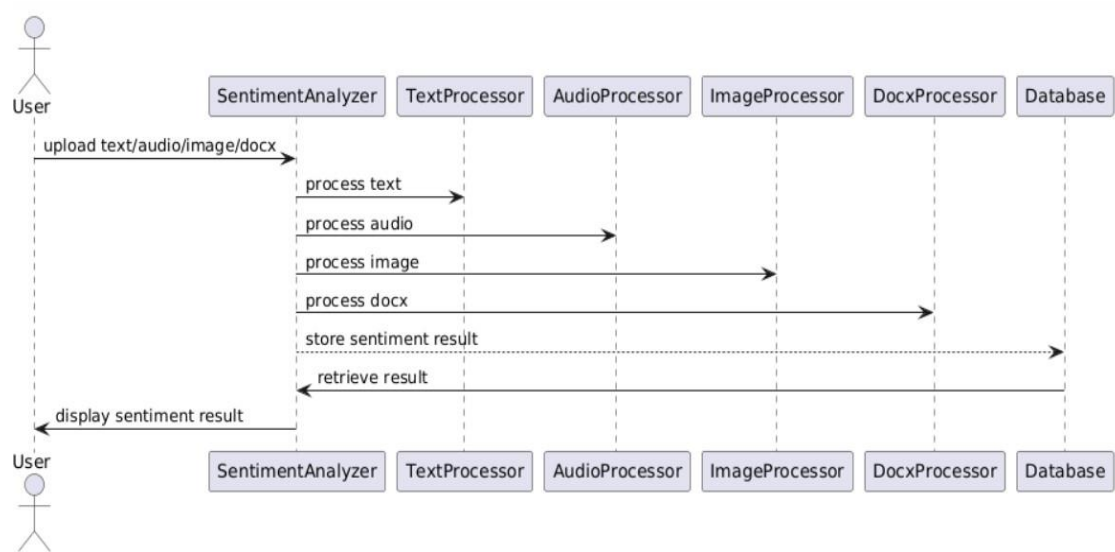 User
SentimentAnalyzer
TextProcessor
AudioProcessor
ImageProcessor
DocxProcessor
Database
upload text/audio/image/docx
process text
process audio
process image
process docx
store sentiment result
retrieve result
display sentiment result
User
SentimentAnalyzer
TextProcessor
AudioProcessor
ImageProcessor
DocxProcessor
Database